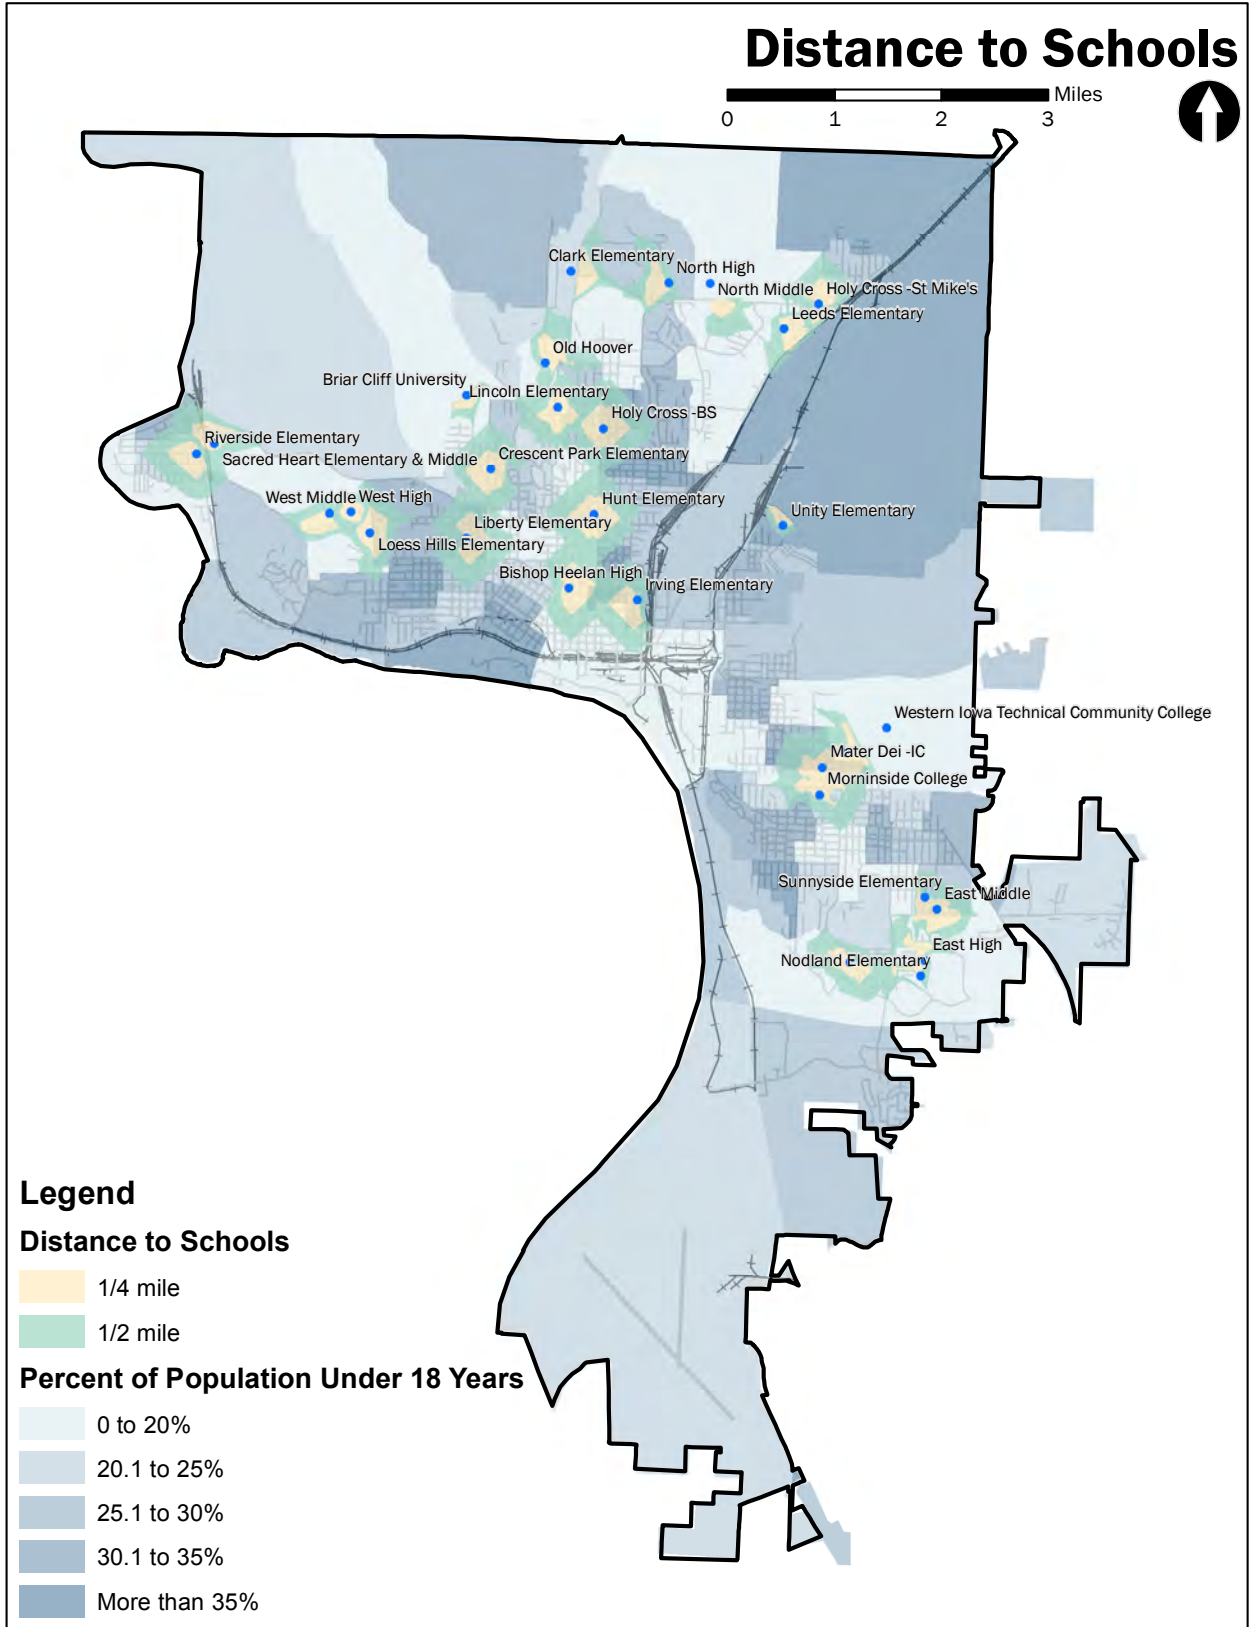 Distance to Schools
Miles
0 1 2 3
Clark Elementary
North High
North Middle
Holy Cross -St Mike's
Leeds Elementary
Old Hoover
Briar Cliff University
Lincoln Elementary
Holy Cross -BS
Riverside Elementary
Sacred Heart Elementary & Middle
Crescent Park Elementary
West Middle
West High
Hunt Elementary
Liberty Elementary
Unity Elementary
Loess Hills Elementary
Bishop Heelan High
Irving Elementary
Western Iowa Technical Community College
Mater Dei -IC
Morninside College
Sunnyside Elementary
East Middle
East High
Nodland Elementary
Legend
Distance to Schools
1/4 mile
1/2 mile
Percent of Population Under 18 Years
0 to 20%
20.1 to 25%
25.1 to 30%
30.1 to 35%
More than 35%